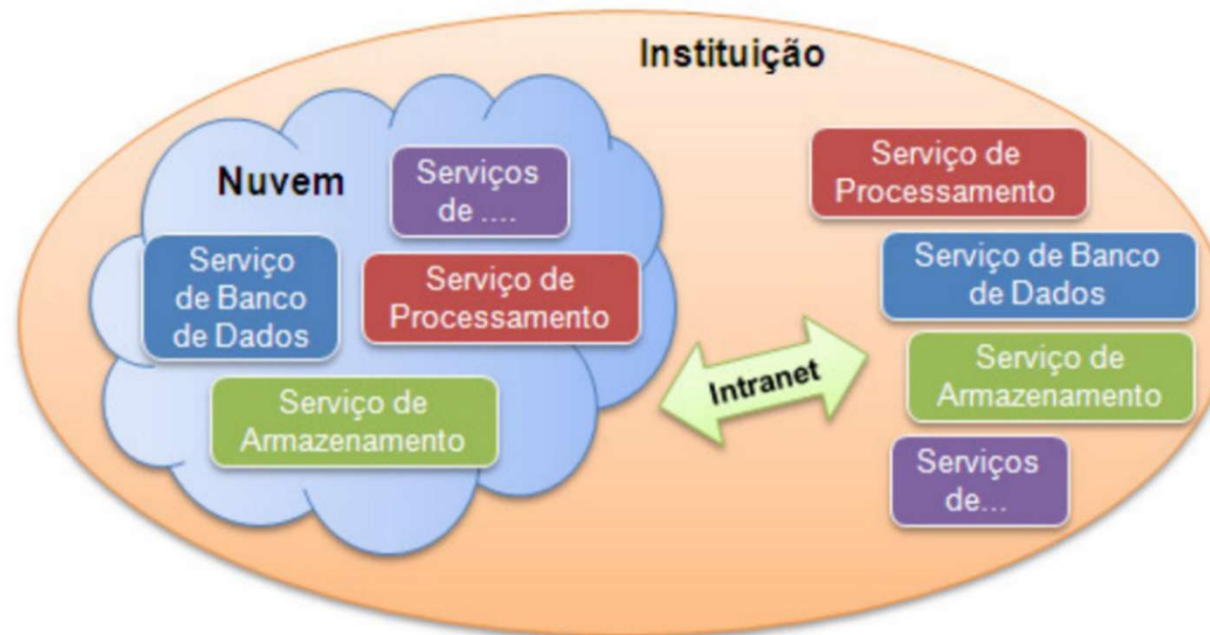 Instituição
Nuvem
Serviços
de ....
Serviço
de Banco
de Dados
Serviço de
Processamento
Serviço de
Armazenamento
Intranet
Serviço de
Processamento
Serviço de Banco
de Dados
Serviço de
Armazenamento
Serviços
de...